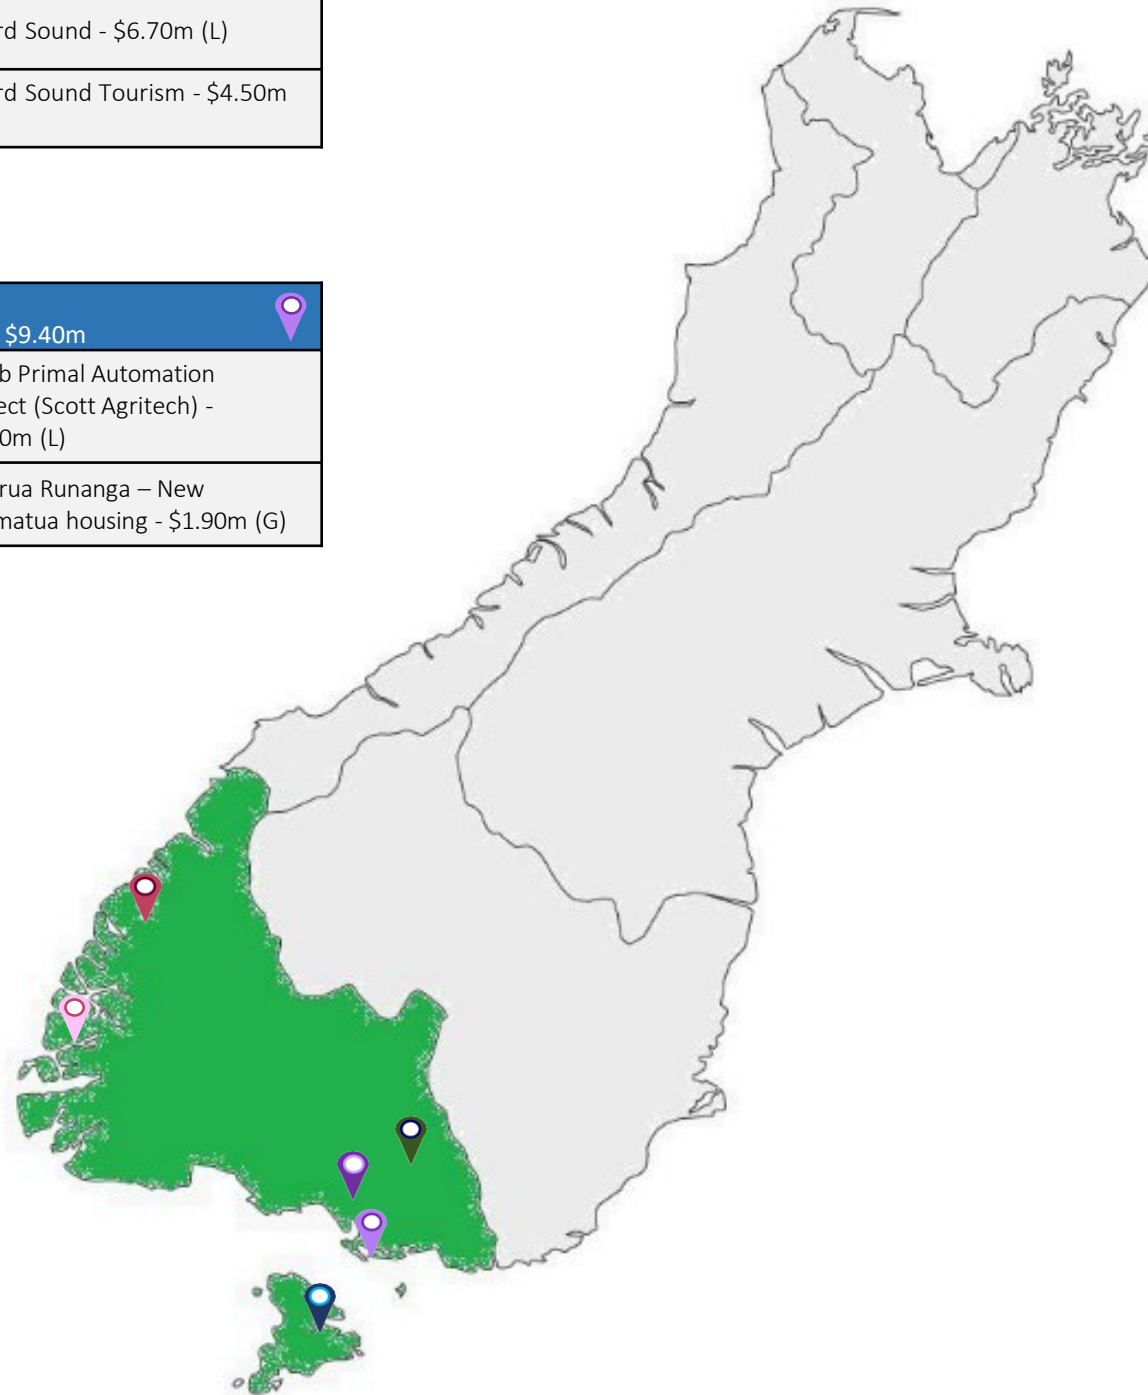 rd Sound - $6.70m (L)
rd Sound Tourism - $4.50m
$9.40m
b Primal Automation
ect (Scott Agritech) -
0m (L)
rua Runanga – New
matua housing - $1.90m (G)